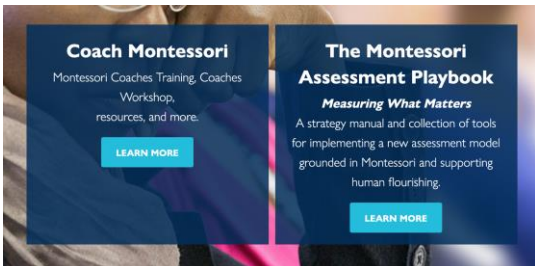 Coach Montessori
Montessori Coaches Training, Coaches
Workshop,
resources, and more.
LEARN MORE
The Montessori
Assessment Playbook
Measuring What Matters
A strategy manual and collection of tools
for implementing a new assessment model
grounded in Montessori and supporting
human flourishing.
LEARN MORE